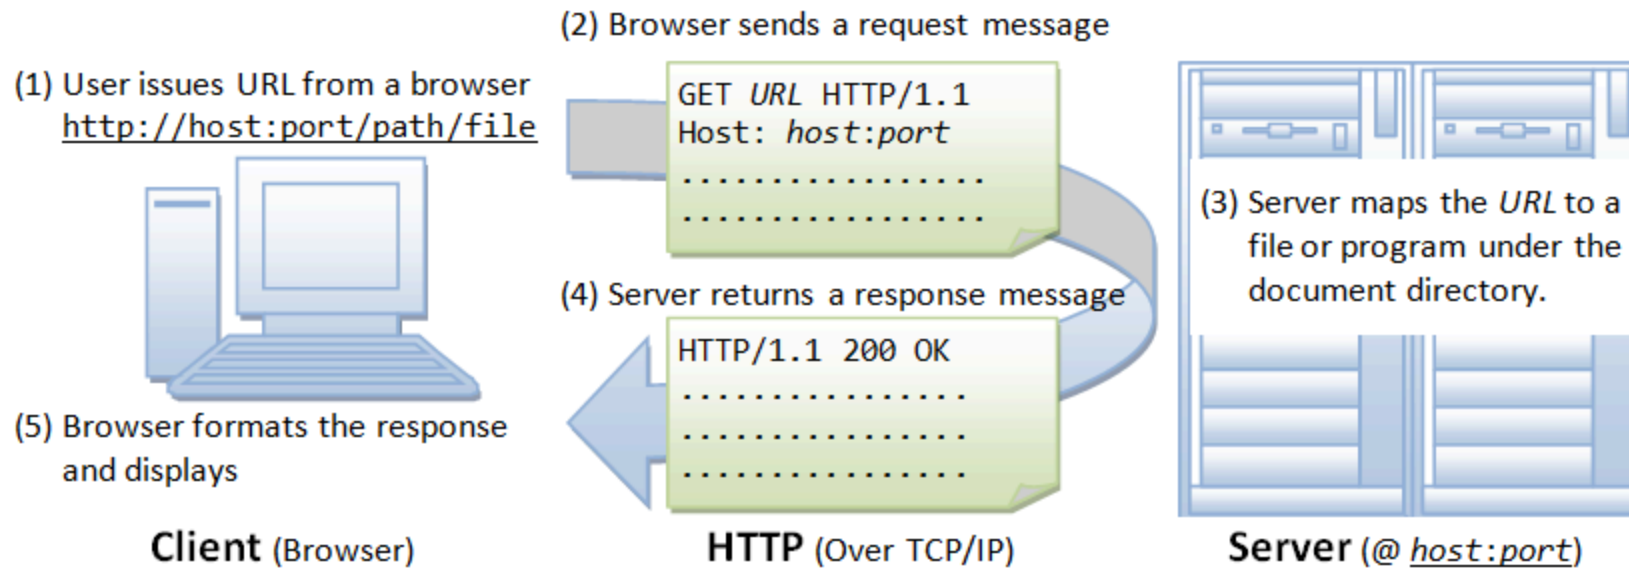 (1) User issues URL from a browser
http://host:port/path/file
(2) Browser sends a request message
GET URL HTTP/1.1
Host: host:port
..................
..................
(3) Server maps the URL to a
file or program under the
document directory.
(4) Server returns a response message
HTTP/1.1 200 OK
................
................
................
(5) Browser formats the response
and displays
Client (Browser)
HTTP (Over TCP/IP)
Server (@ host:port)